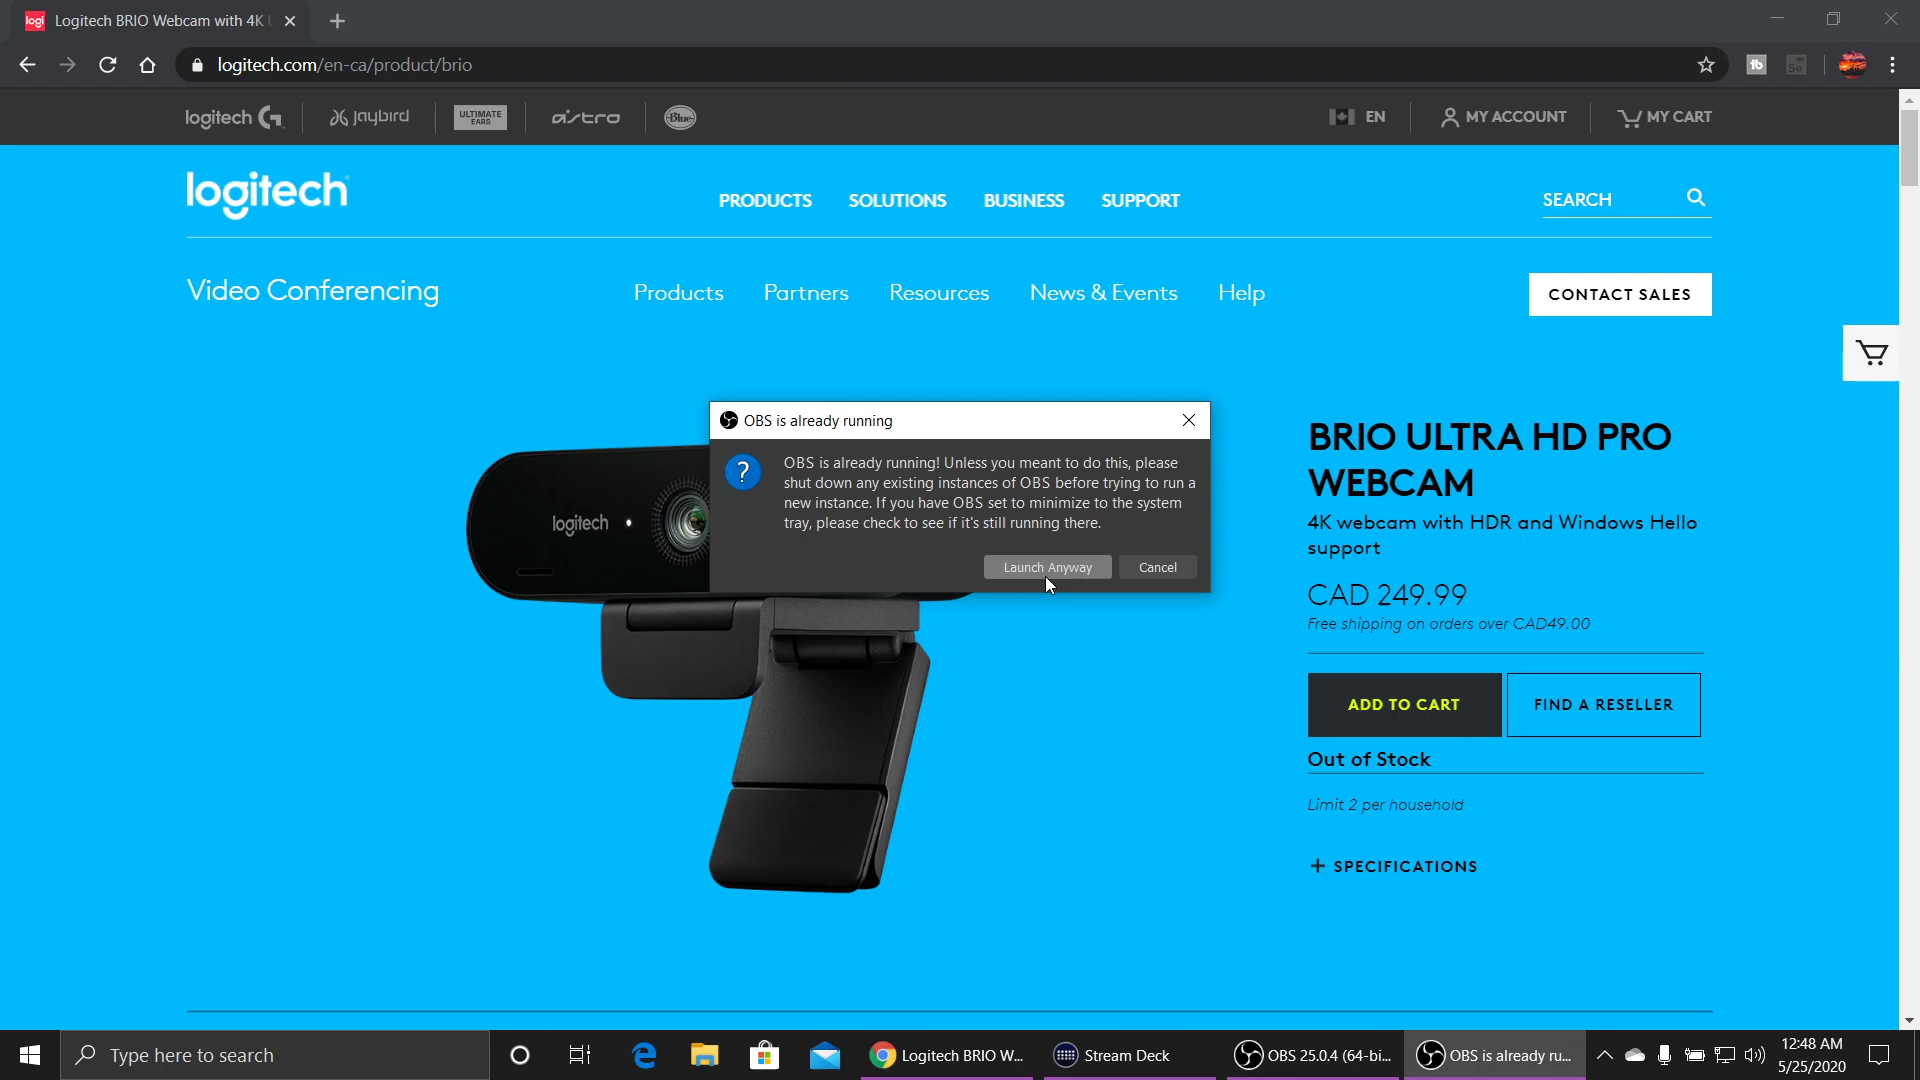 logi
Logitech BRIO Webcam with 4K U
logitech.com/en-ca/product/brio
tb
Se
logitech G
Jaybird
ULTIMATE EARS
ASTRO
Blue
EN
MY ACCOUNT
MY CART
logitech
PRODUCTS
SOLUTIONS
BUSINESS
SUPPORT
SEARCH
Video Conferencing
Products
Partners
Resources
News & Events
Help
CONTACT SALES
OBS is already running
OBS is already running! Unless you meant to do this, please
shut down any existing instances of OBS before trying to run a
new instance. If you have OBS set to minimize to the system
tray, please check to see if it's still running there.
Launch Anyway
Cancel
logitech
BRIO ULTRA HD PRO
WEBCAM
4K webcam with HDR and Windows Hello
support
CAD 249.99
Free shipping on orders over CAD49.00
ADD TO CART
FIND A RESELLER
Out of Stock
Limit 2 per household
+ SPECIFICATIONS
Type here to search
Logitech BRIO W...
Stream Deck
OBS 25.0.4 (64-bi...
OBS is already ru...
12:48 AM
5/25/2020